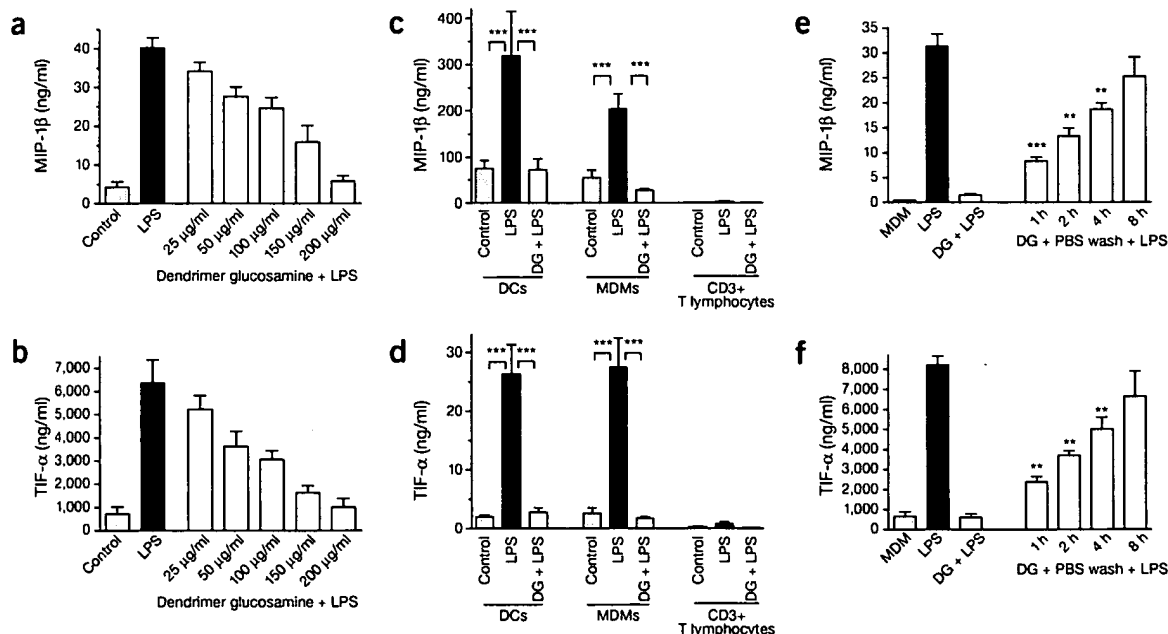 a
MIP-1β (ng/ml)
40
30
20
10
0
Control
LPS
25 µg/ml
50 µg/ml
100 µg/ml
150 µg/ml
200 µg/ml
Dendrimer glucosamine + LPS
b
TIF-α (ng/ml)
7,000
6,000
5,000
4,000
3,000
2,000
1,000
0
Control
LPS
25 µg/ml
50 µg/ml
100 µg/ml
150 µg/ml
200 µg/ml
Dendrimer glucosamine + LPS
c
MIP-1β (ng/ml)
400
300
200
100
0
*** ***
*** ***
Control
LPS
DG + LPS
Control
LPS
DG + LPS
Control
LPS
DG + LPS
DCs
MDMs
CD3+
T lymphocytes
d
TIF-α (ng/ml)
30
20
10
0
*** ***
*** ***
Control
LPS
DG + LPS
Control
LPS
DG + LPS
Control
LPS
DG + LPS
DCs
MDMs
CD3+
T lymphocytes
e
MIP-1β (ng/ml)
35
30
25
20
15
10
5
0
***
**
**
MDM
LPS
DG + LPS
1 h
2 h
4 h
8 h
DG + PBS wash + LPS
f
TIF-α (ng/ml)
8,000
7,000
6,000
5,000
4,000
3,000
2,000
1,000
0
**
**
**
MDM
LPS
DG + LPS
1 h
2 h
4 h
8 h
DG + PBS wash + LPS